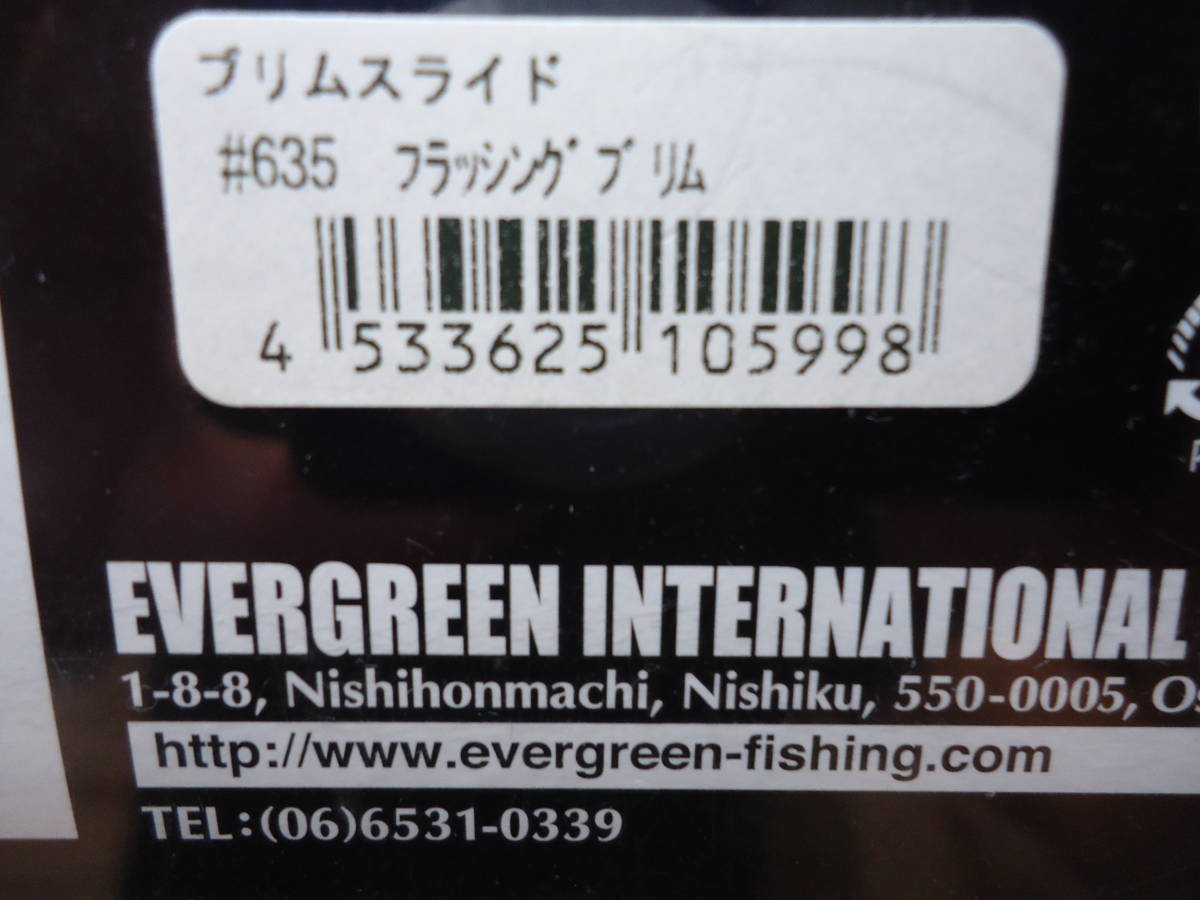 ブリムスライド
#635 フラッシングブリム
4 533625 105998
EVERGREEN INTERNATIONAL
1-8-8, Nishihonmachi, Nishiku, 550-0005,
http://www.evergreen-fishing.com
TEL:(06)6531-0339